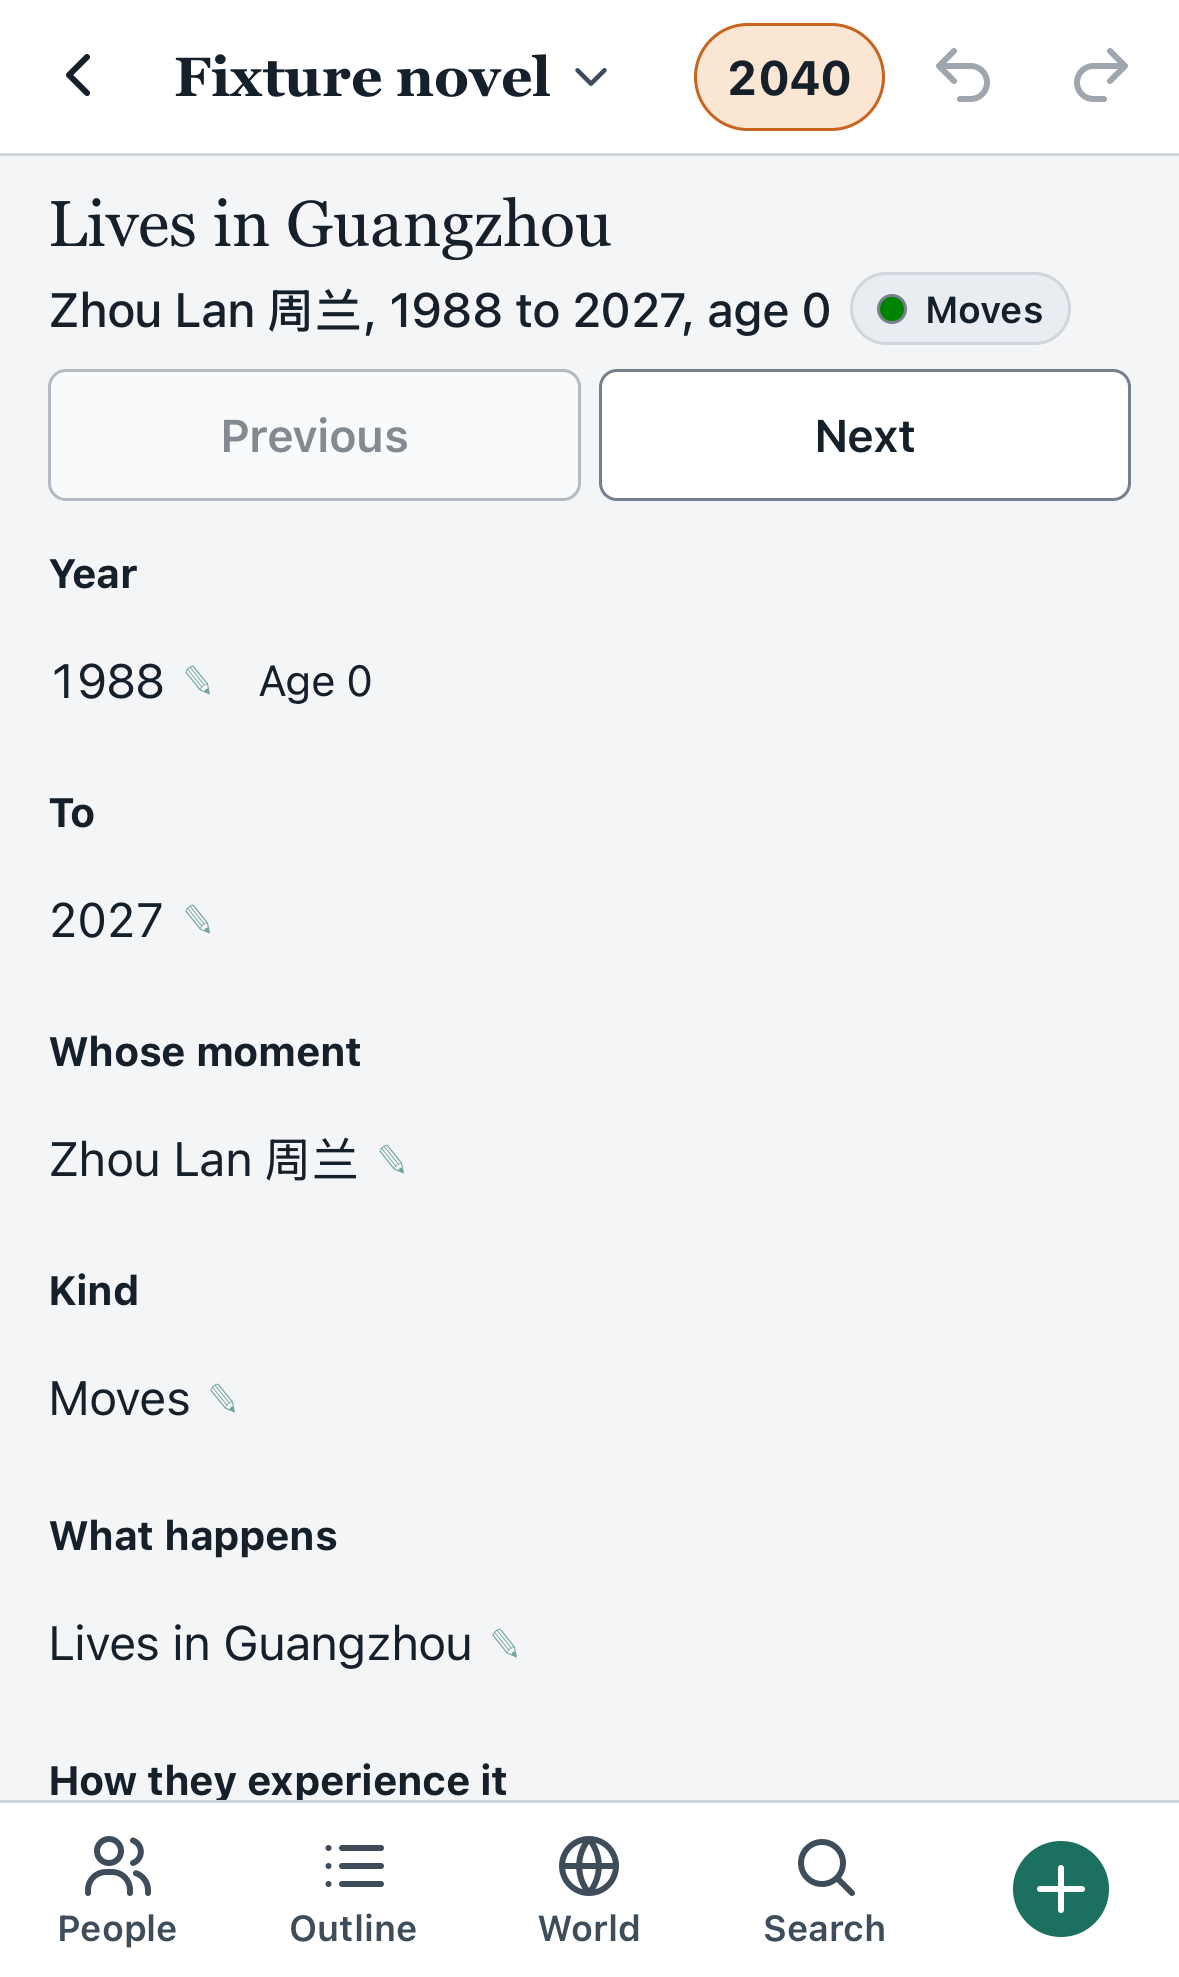 Fixture novel
2040
Lives in Guangzhou
Zhou Lan 周兰, 1988 to 2027, age 0
Moves
Previous
Next
Year
1988
Age 0
To
2027
Whose moment
Zhou Lan 周兰
Kind
Moves
What happens
Lives in Guangzhou
How they experience it
People
Outline
World
Search